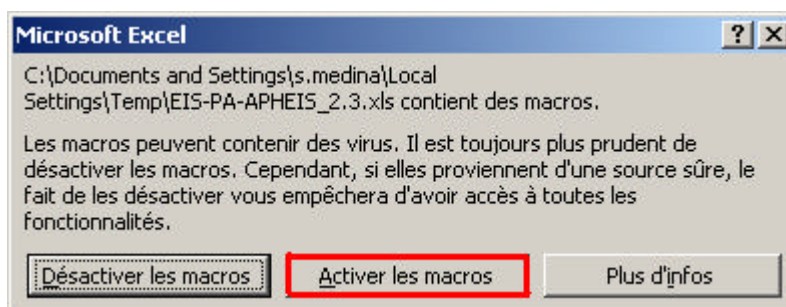 Microsoft Excel
C:\Documents and Settings\s.medina\Local
Settings\Temp\EIS-PA-APHEIS_2.3.xls contient des macros.
Les macros peuvent contenir des virus. Il est toujours plus prudent de
désactiver les macros. Cependant, si elles proviennent d'une source sûre, le
fait de les désactiver vous empêchera d'avoir accès à toutes les
fonctionnalités.
Désactiver les macros Activer les macros Plus d'infos